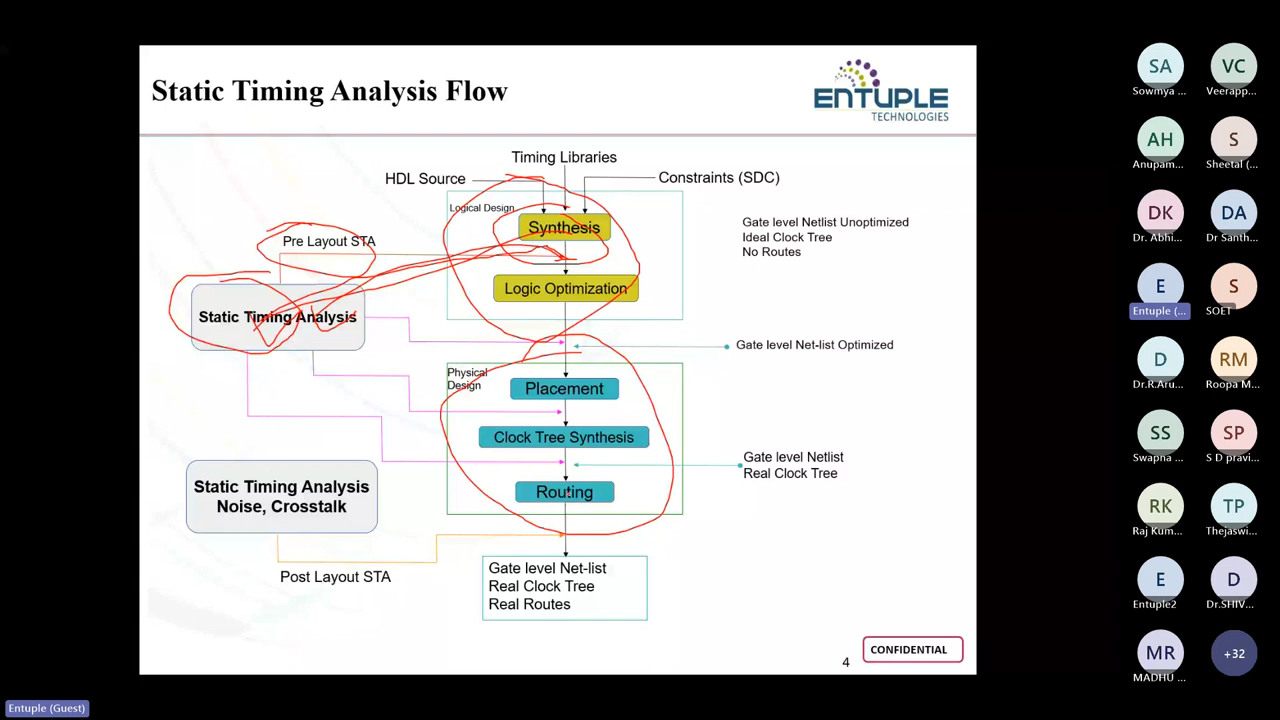 Static Timing Analysis Flow
ENTUPLE
TECHNOLOGIES
Timing Libraries
HDL Source
Constraints (SDC)
Logical Design
Synthesis
Gate level Netlist Unoptimized
Ideal Clock Tree
No Routes
Pre Layout STA
Logic Optimization
Static Timing Analysis
Gate level Net-list Optimized
Physical
Design
Placement
Clock Tree Synthesis
Gate level Netlist
Real Clock Tree
Routing
Static Timing Analysis
Noise, Crosstalk
Post Layout STA
Gate level Net-list
Real Clock Tree
Real Routes
CONFIDENTIAL
4
SA
Sowmya ...
VC
Veerapp...
AH
Anupam...
S
Sheetal (...
DK
Dr. Abhi...
DA
Dr Santh...
E
Entuple (...
S
SOET
D
Dr.R.Aru...
RM
Roopa M...
SS
Swapna ...
SP
S D pravi...
RK
Raj Kum...
TP
Thejaswi...
E
Entuple2
D
Dr.SHIV...
MR
MADHU ...
+32
Entuple (Guest)